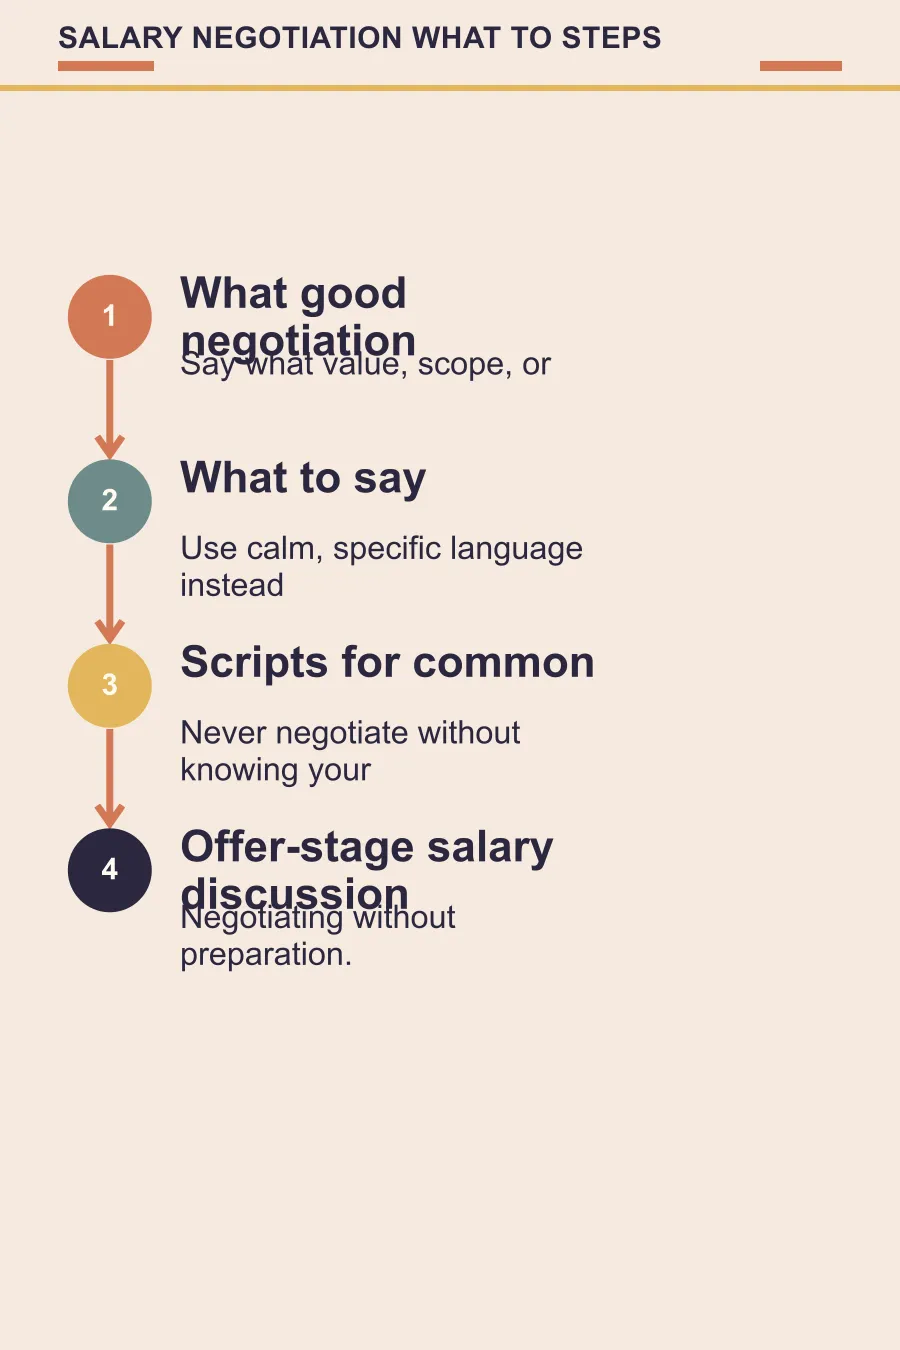 SALARY NEGOTIATION WHAT TO STEPS
1
What good
negotiation
Say what value, scope, or
2
What to say
Use calm, specific language
instead
3
Scripts for common
Never negotiate without
knowing your
4
Offer-stage salary
discussion
Negotiating without
preparation.